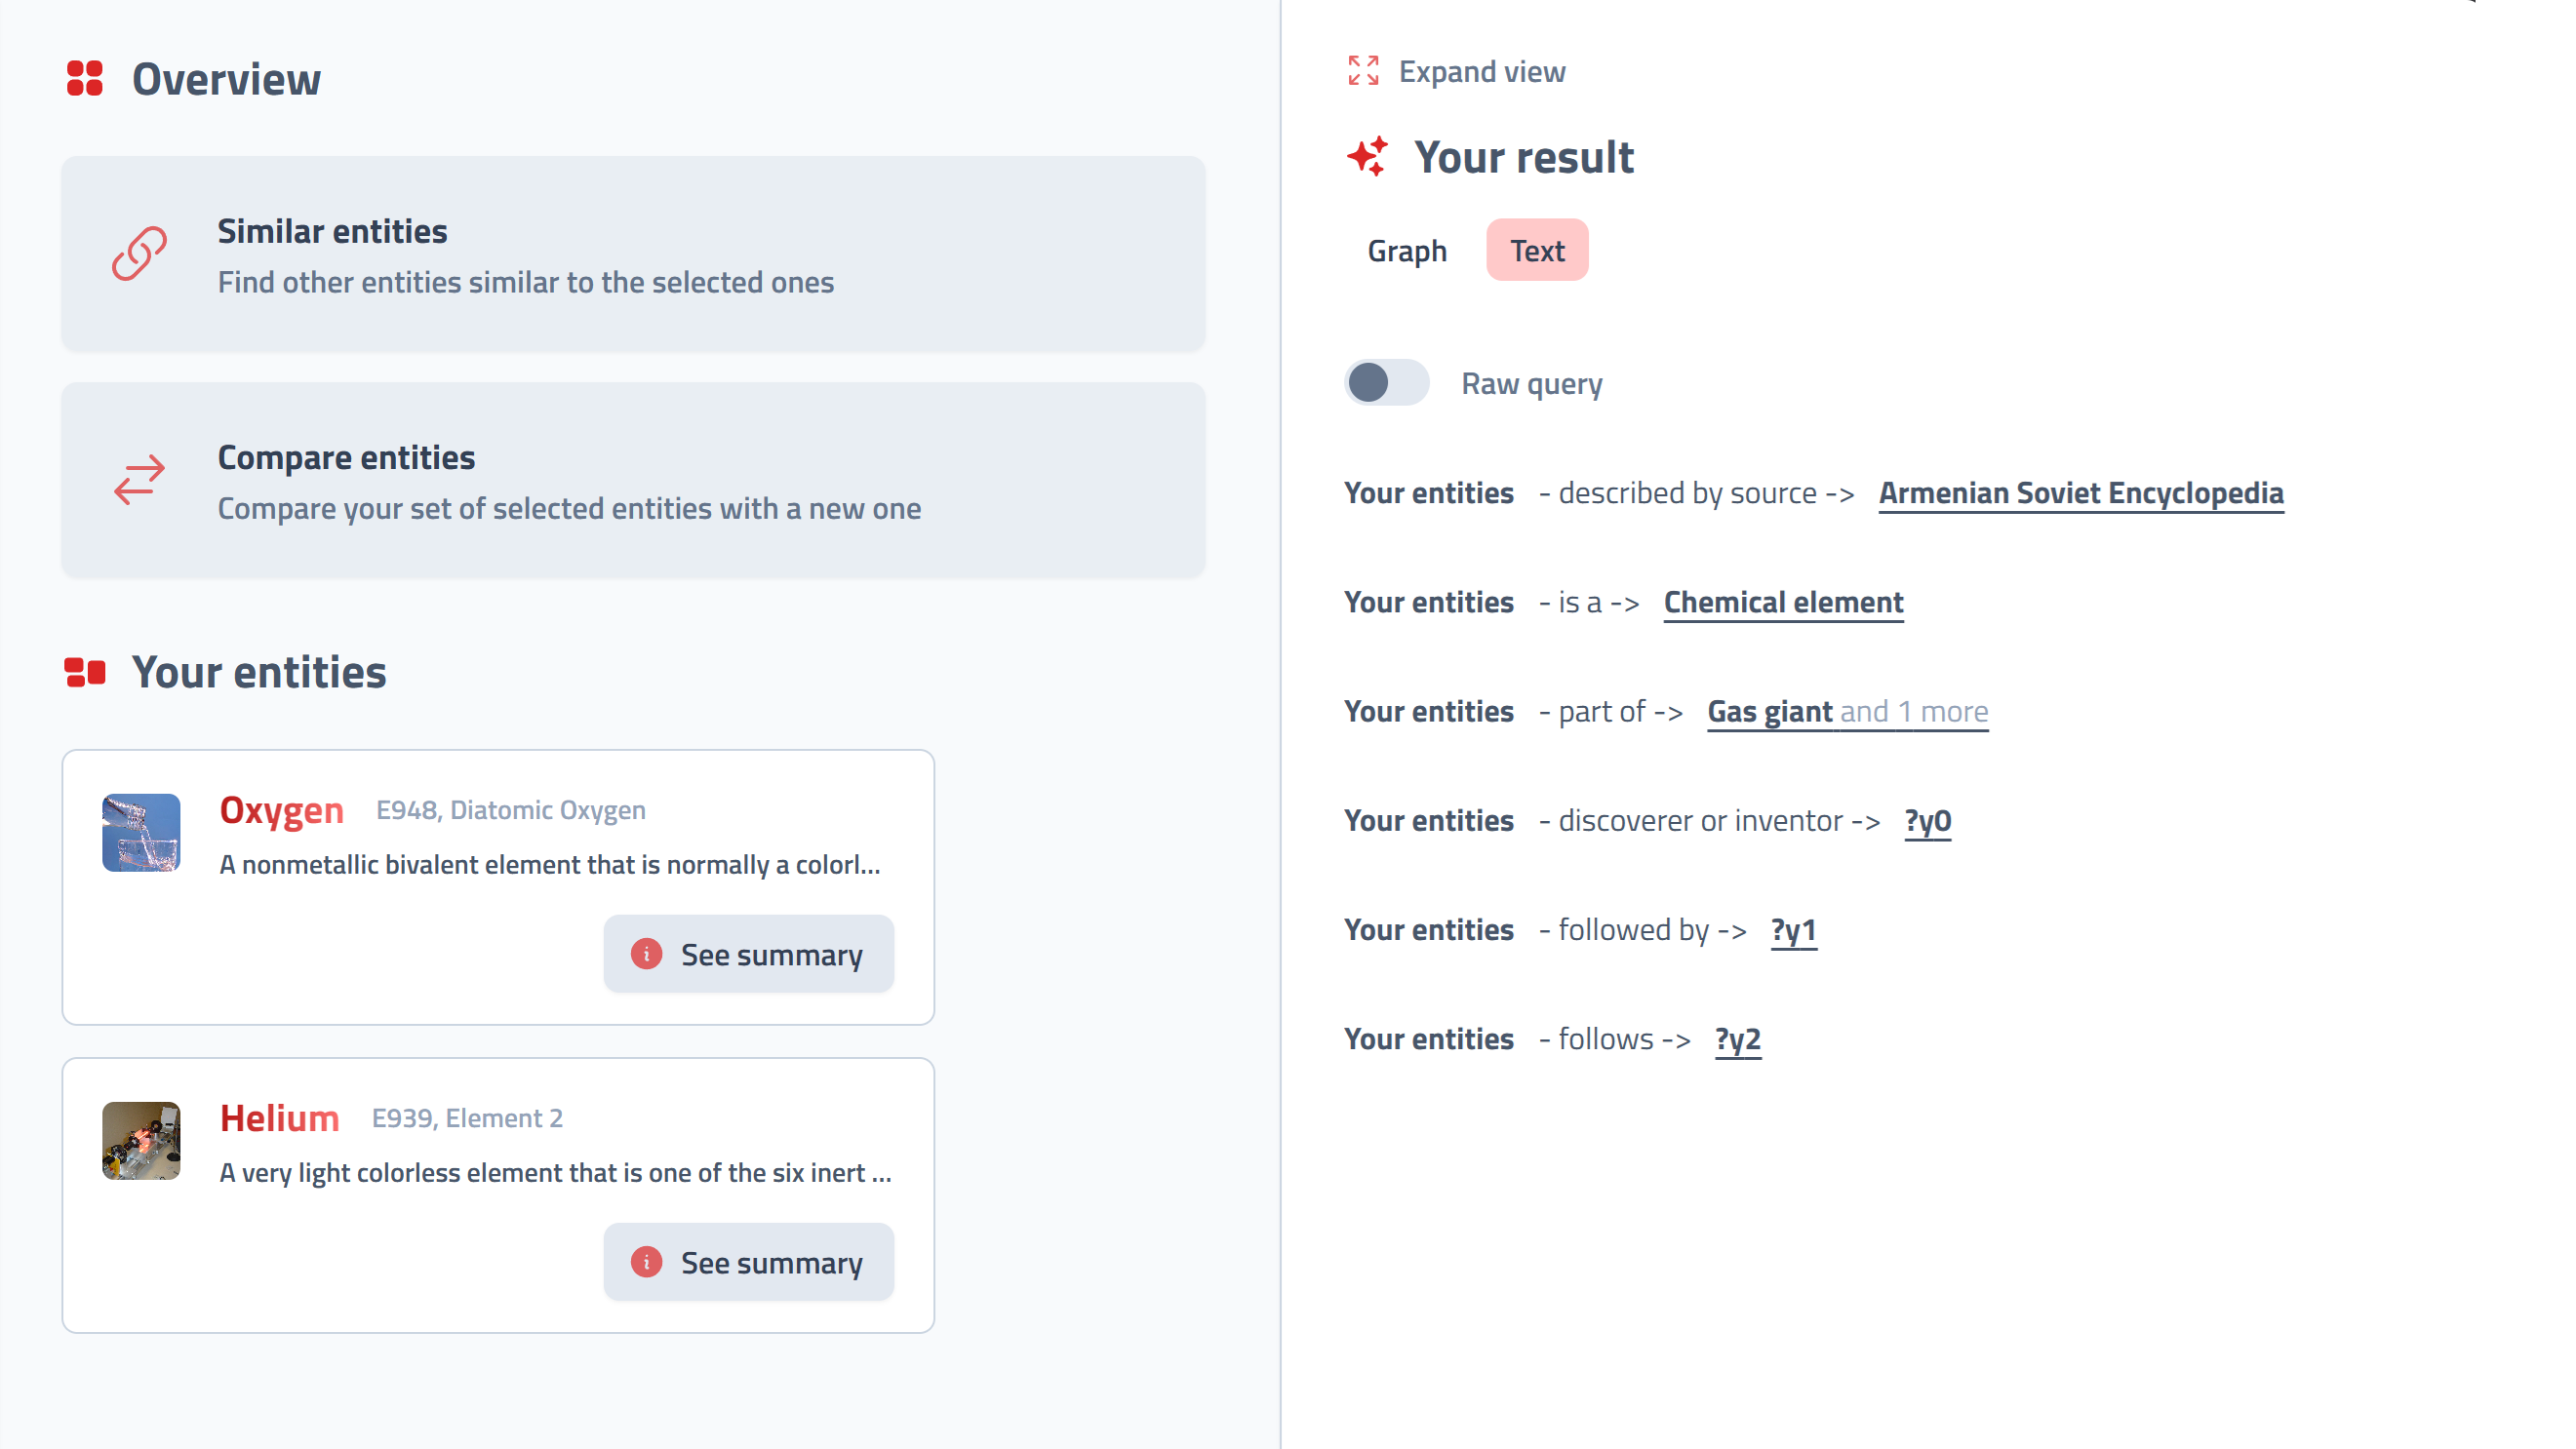 Overview
Similar entities
Find other entities similar to the selected ones
Compare entities
Compare your set of selected entities with a new one
Your entities
Oxygen E948, Diatomic Oxygen
A nonmetallic bivalent element that is normally a colorl...
See summary
Helium E939, Element 2
A very light colorless element that is one of the six inert ...
See summary
Expand view
Your result
Graph Text
Raw query
Your entities - described by source -> Armenian Soviet Encyclopedia
Your entities - is a -> Chemical element
Your entities - part of -> Gas giant and 1 more
Your entities - discoverer or inventor -> ?y0
Your entities - followed by -> ?y1
Your entities - follows -> ?y2